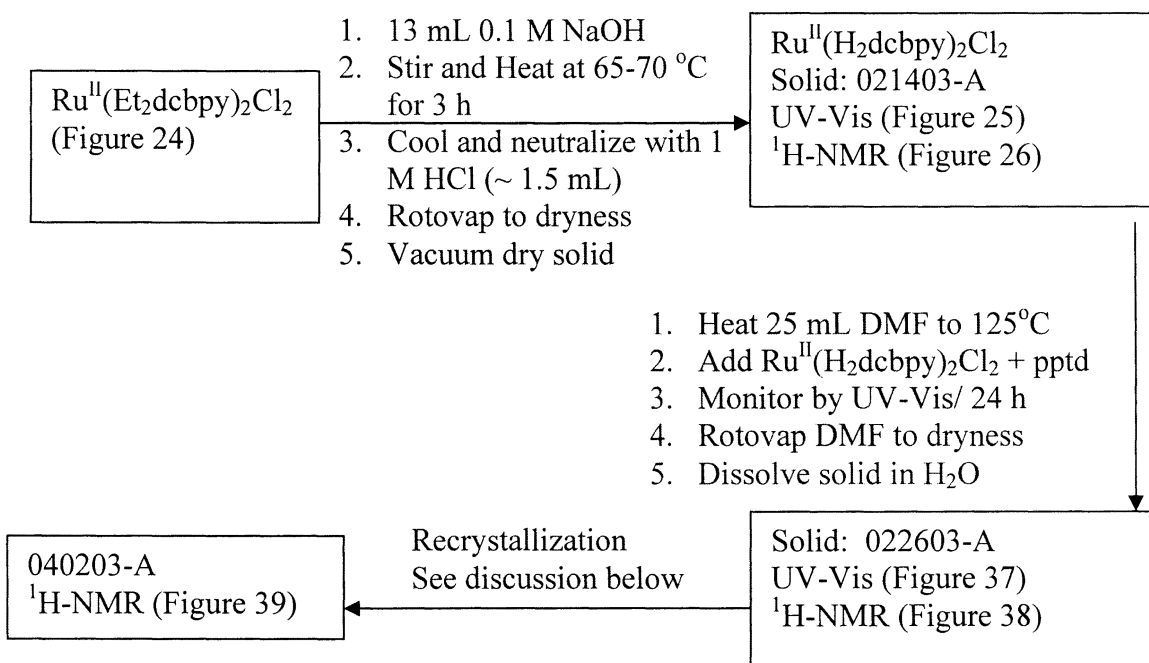 Ru^II(Et₂dcbpy)₂Cl₂
(Figure 24)
1. 13 mL 0.1 M NaOH
2. Stir and Heat at 65-70 °C
for 3 h
3. Cool and neutralize with 1
M HCl (~ 1.5 mL)
4. Rotovap to dryness
5. Vacuum dry solid
Ru^II(H₂dcbpy)₂Cl₂
Solid: 021403-A
UV-Vis (Figure 25)
¹H-NMR (Figure 26)
1. Heat 25 mL DMF to 125°C
2. Add Ru^II(H₂dcbpy)₂Cl₂ + pptd
3. Monitor by UV-Vis/ 24 h
4. Rotovap DMF to dryness
5. Dissolve solid in H₂O
Solid: 022603-A
UV-Vis (Figure 37)
¹H-NMR (Figure 38)
Recrystallization
See discussion below
040203-A
¹H-NMR (Figure 39)